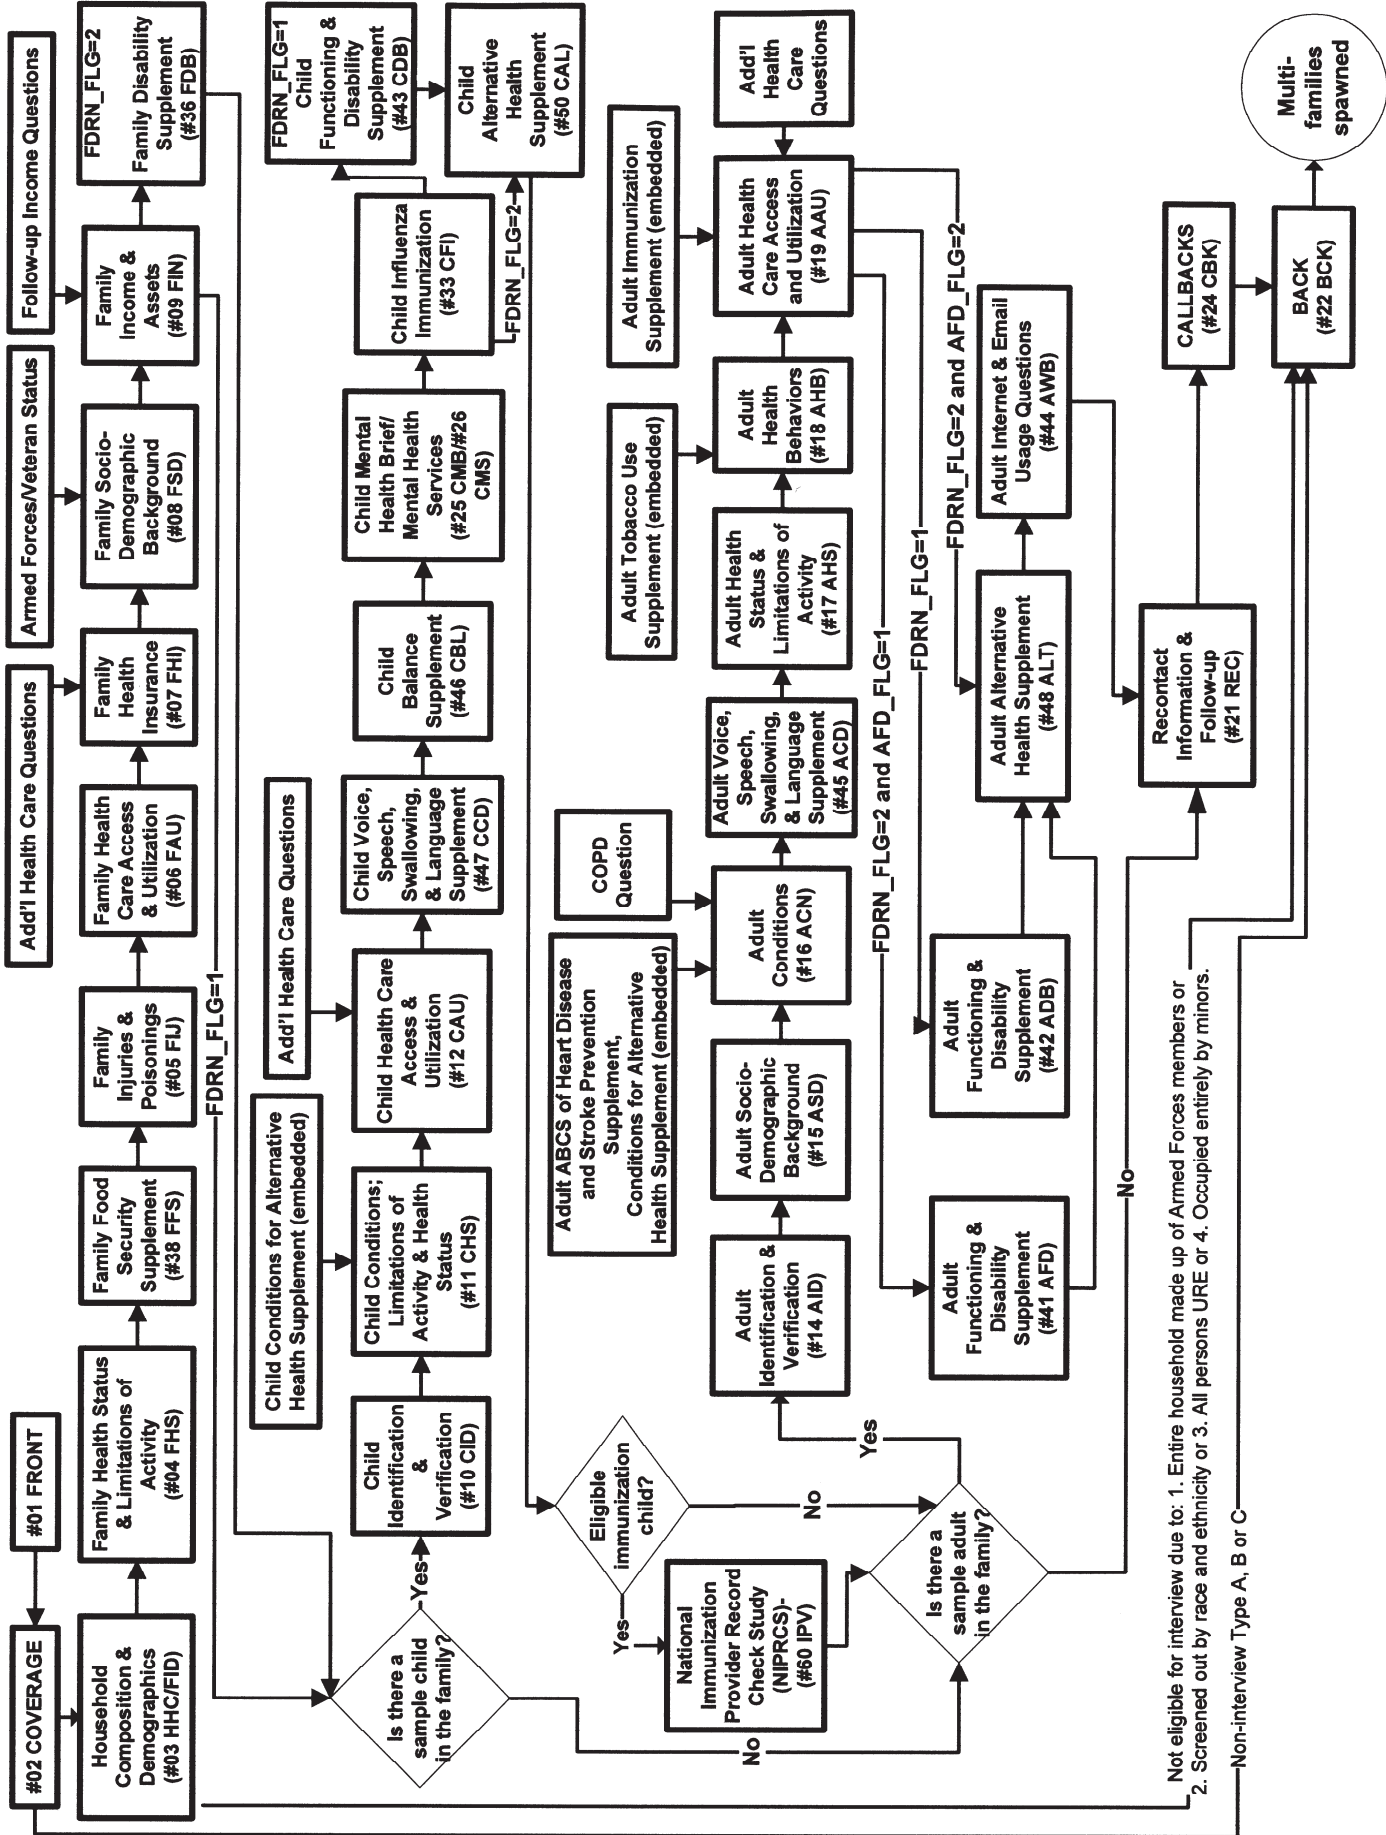 #01 FRONT
#02 COVERAGE
Add'l Health Care Questions
Armed Forces/Veteran Status
Follow-up Income Questions
Household
Composition &
Demographics
(#03 HHC/FID)
Family Health Status
& Limitations of
Activity
(#04 FHS)
Family Food
Security
Supplement
(#38 FFS)
Family
Injuries &
Poisonings
(#05 FIJ)
Family Health
Care Access
& Utilization
(#06 FAU)
Family
Health
Insurance
(#07 FHI)
Family Socio-
Demographic
Background
(#08 FSD)
Family
Income &
Assets
(#09 FIN)
FDRN_FLG=2
Family Disability
Supplement
(#36 FDB)
FDRN_FLG=1
Is there a
sample child
in the family?
Yes
No
Child Conditions for Alternative
Health Supplement (embedded)
Add'l Health Care Questions
Child
Identification
&
Verification
(#10 CID)
Child Conditions;
Limitations of
Activity & Health
Status
(#11 CHS)
Child Health Care
Access &
Utilization
(#12 CAU)
Child Voice,
Speech,
Swallowing,
& Language
Supplement
(#47 CCD)
Child
Balance
Supplement
(#46 CBL)
Child Mental
Health Brief/
Mental Health
Services
(#25 CMB/#26
CMS)
Child Influenza
Immunization
(#33 CFI)
FDRN_FLG=1
Child
Functioning &
Disability
Supplement
(#43 CDB)
FDRN_FLG=2
Child
Alternative
Health
Supplement
(#50 CAL)
Eligible
immunization
child?
Yes
No
National
Immunization
Provider Record
Check Study
(NIPRCS)-
(#60 IPV)
Is there a
sample adult
in the family?
Yes
No
Adult ABCS of Heart Disease
and Stroke Prevention
Supplement,
Conditions for Alternative
Health Supplement (embedded)
COPD
Question
Adult Tobacco Use
Supplement (embedded)
Adult Immunization
Supplement (embedded)
Add'l
Health
Care
Questions
Adult
Identification &
Verification
(#14 AID)
Adult Socio-
Demographic
Background
(#15 ASD)
Adult
Conditions
(#16 ACN)
Adult Voice,
Speech,
Swallowing,
& Language
Supplement
(#45 ACD)
Adult Health
Status &
Limitations of
Activity
(#17 AHS)
Adult
Health
Behaviors
(#18 AHB)
Adult Health
Care Access
and Utilization
(#19 AAU)
FDRN_FLG=2 and AFD_FLG=1
FDRN_FLG=1
FDRN_FLG=2 and AFD_FLG=2
Adult
Functioning &
Disability
Supplement
(#41 AFD)
Adult
Functioning &
Disability
Supplement
(#42 ADB)
Adult Alternative
Health Supplement
(#48 ALT)
Adult Internet & Email
Usage Questions
(#44 AWB)
Recontact
Information &
Follow-up
(#21 REC)
CALLBACKS
(#24 CBK)
BACK
(#22 BCK)
Multi-
families
spawned
Not eligible for interview due to: 1. Entire household made up of Armed Forces members or
2. Screened out by race and ethnicity or 3. All persons URE or 4. Occupied entirely by minors.
Non-interview Type A, B or C